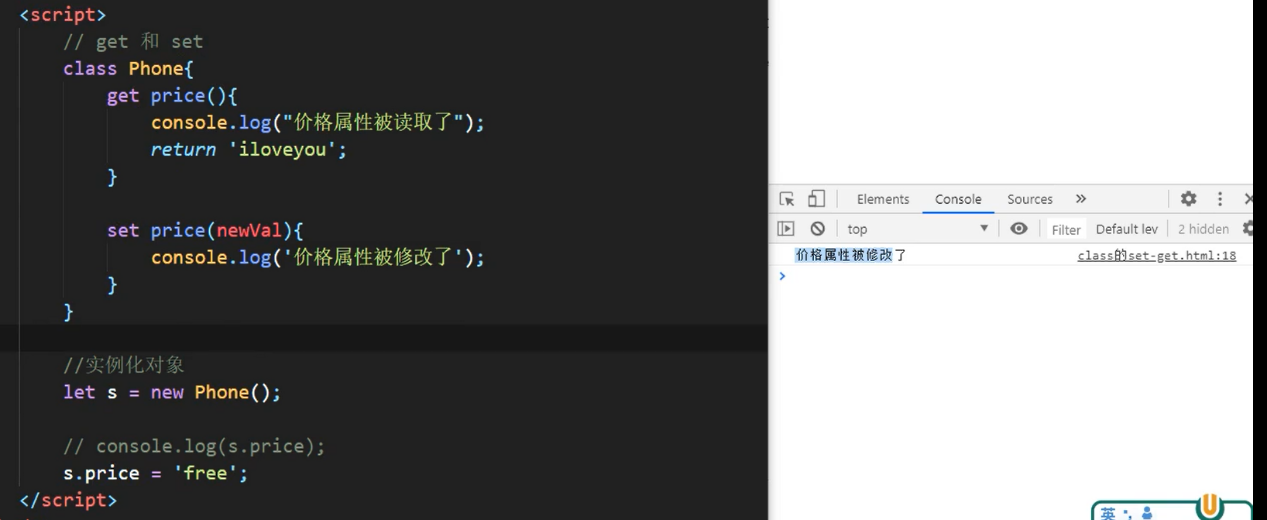 <script>
// get 和 set
class Phone{
get price(){
console.log("价格属性被读取了");
return 'iloveyou';
}
set price(newVal){
console.log('价格属性被修改了');
}
}
//实例化对象
let s = new Phone();
// console.log(s.price);
s.price = 'free';
</script>
Elements Console Sources »
top Filter Default lev 2 hidden
价格属性被修改了 class的set-get.html:18
>
英